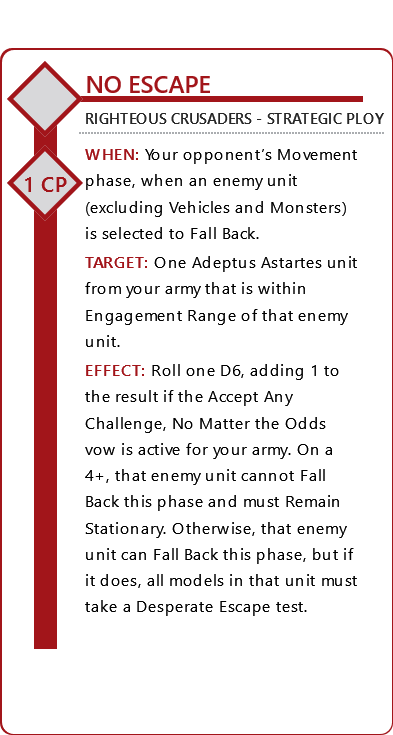 NO ESCAPE
RIGHTEOUS CRUSADERS - STRATEGIC PLOY
1 CP
WHEN: Your opponent's Movement
phase, when an enemy unit
(excluding Vehicles and Monsters)
is selected to Fall Back.
TARGET: One Adeptus Astartes unit
from your army that is within
Engagement Range of that enemy
unit.
EFFECT: Roll one D6, adding 1 to
the result if the Accept Any
Challenge, No Matter the Odds
vow is active for your army. On a
4+, that enemy unit cannot Fall
Back this phase and must Remain
Stationary. Otherwise, that enemy
unit can Fall Back this phase, but if
it does, all models in that unit must
take a Desperate Escape test.